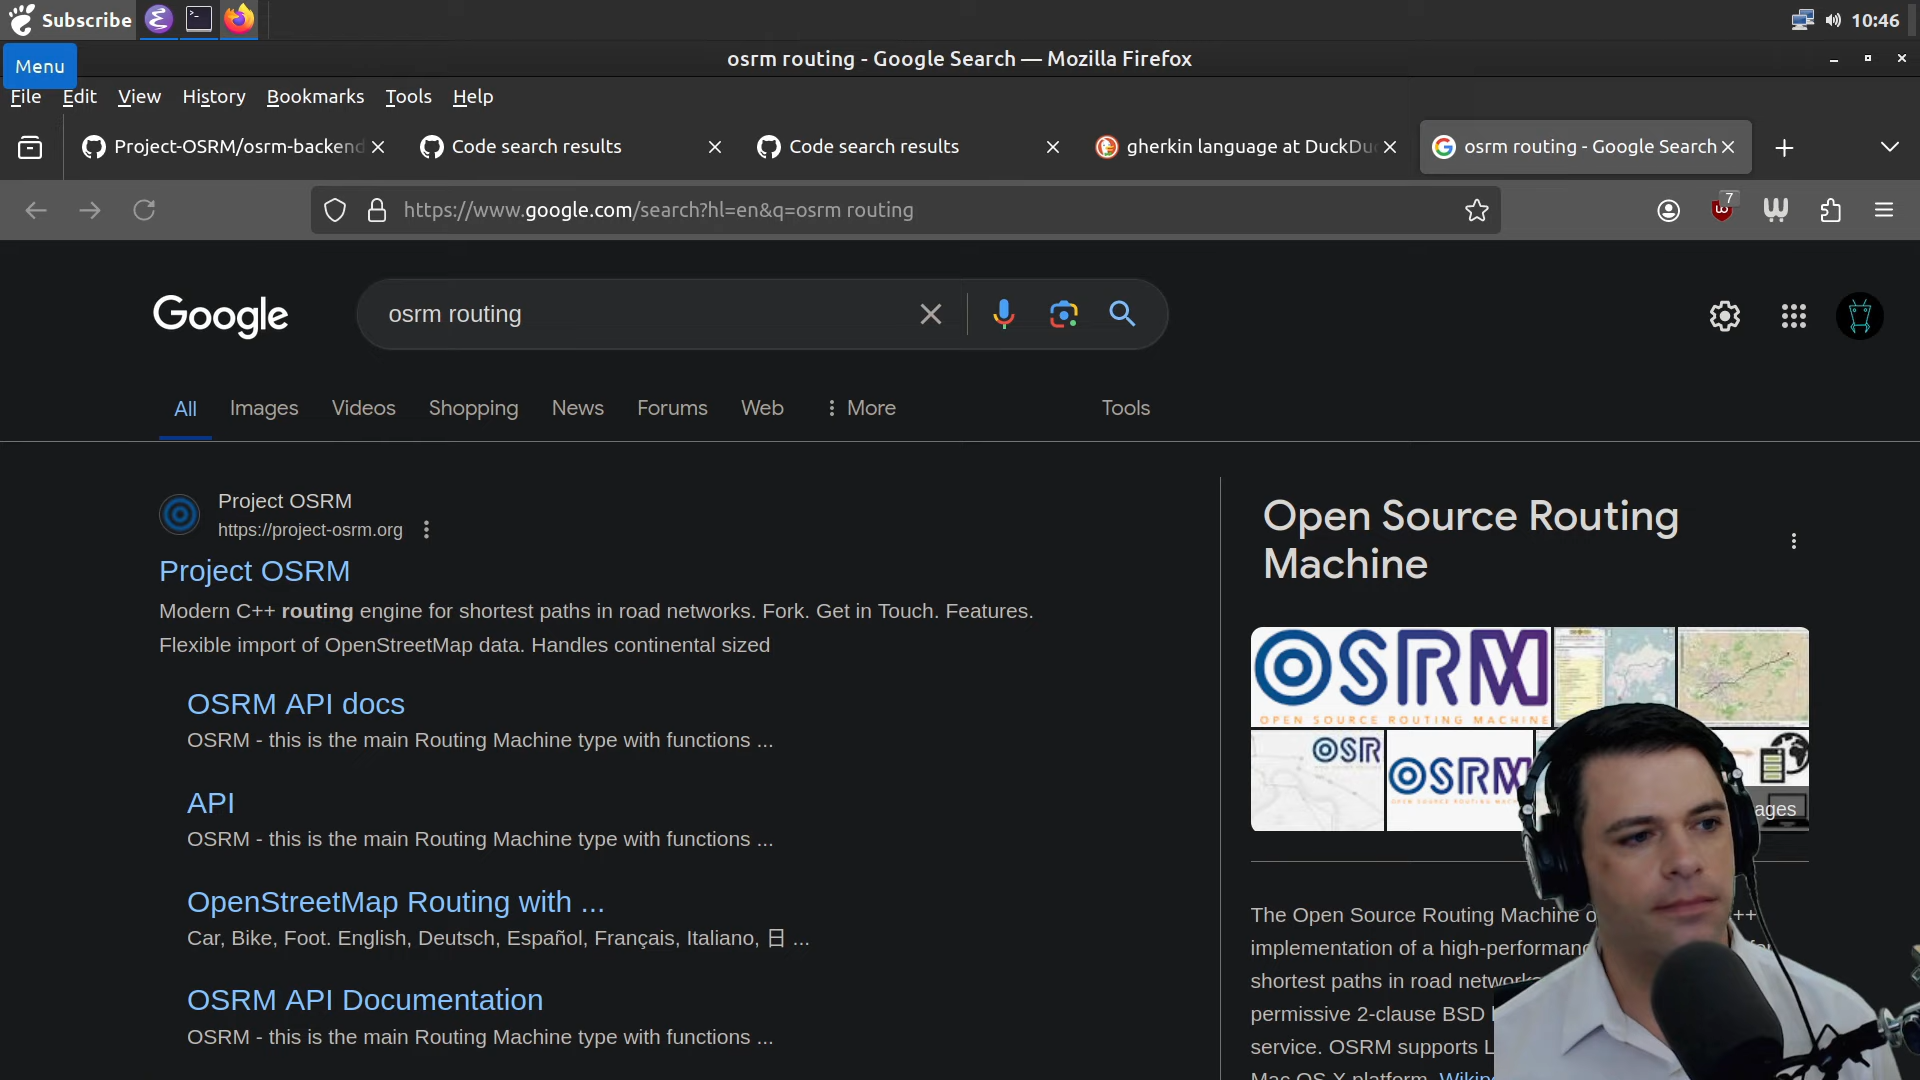 Subscribe
10:46
Menu
osrm routing - Google Search — Mozilla Firefox
File Edit View History Bookmarks Tools Help
Project-OSRM/osrm-backend
Code search results
Code search results
gherkin language at DuckDu
osrm routing - Google Search
https://www.google.com/search?hl=en&q=osrm routing
7
Google
osrm routing
All Images Videos Shopping News Forums Web More Tools
Project OSRM
https://project-osrm.org
Project OSRM
Modern C++ routing engine for shortest paths in road networks. Fork. Get in Touch. Features.
Flexible import of OpenStreetMap data. Handles continental sized
OSRM API docs
OSRM - this is the main Routing Machine type with functions ...
API
OSRM - this is the main Routing Machine type with functions ...
OpenStreetMap Routing with ...
Car, Bike, Foot. English, Deutsch, Español, Français, Italiano, 日 ...
OSRM API Documentation
OSRM - this is the main Routing Machine type with functions ...
Open Source Routing
Machine
OSRM
OPEN SOURCE ROUTING MACHINE
OSR
OSRM
ages
The Open Source Routing Machine o ++
implementation of a high-performan
shortest paths in road network
permissive 2-clause BSD
service. OSRM supports L
Mac OS X platform. Wikip